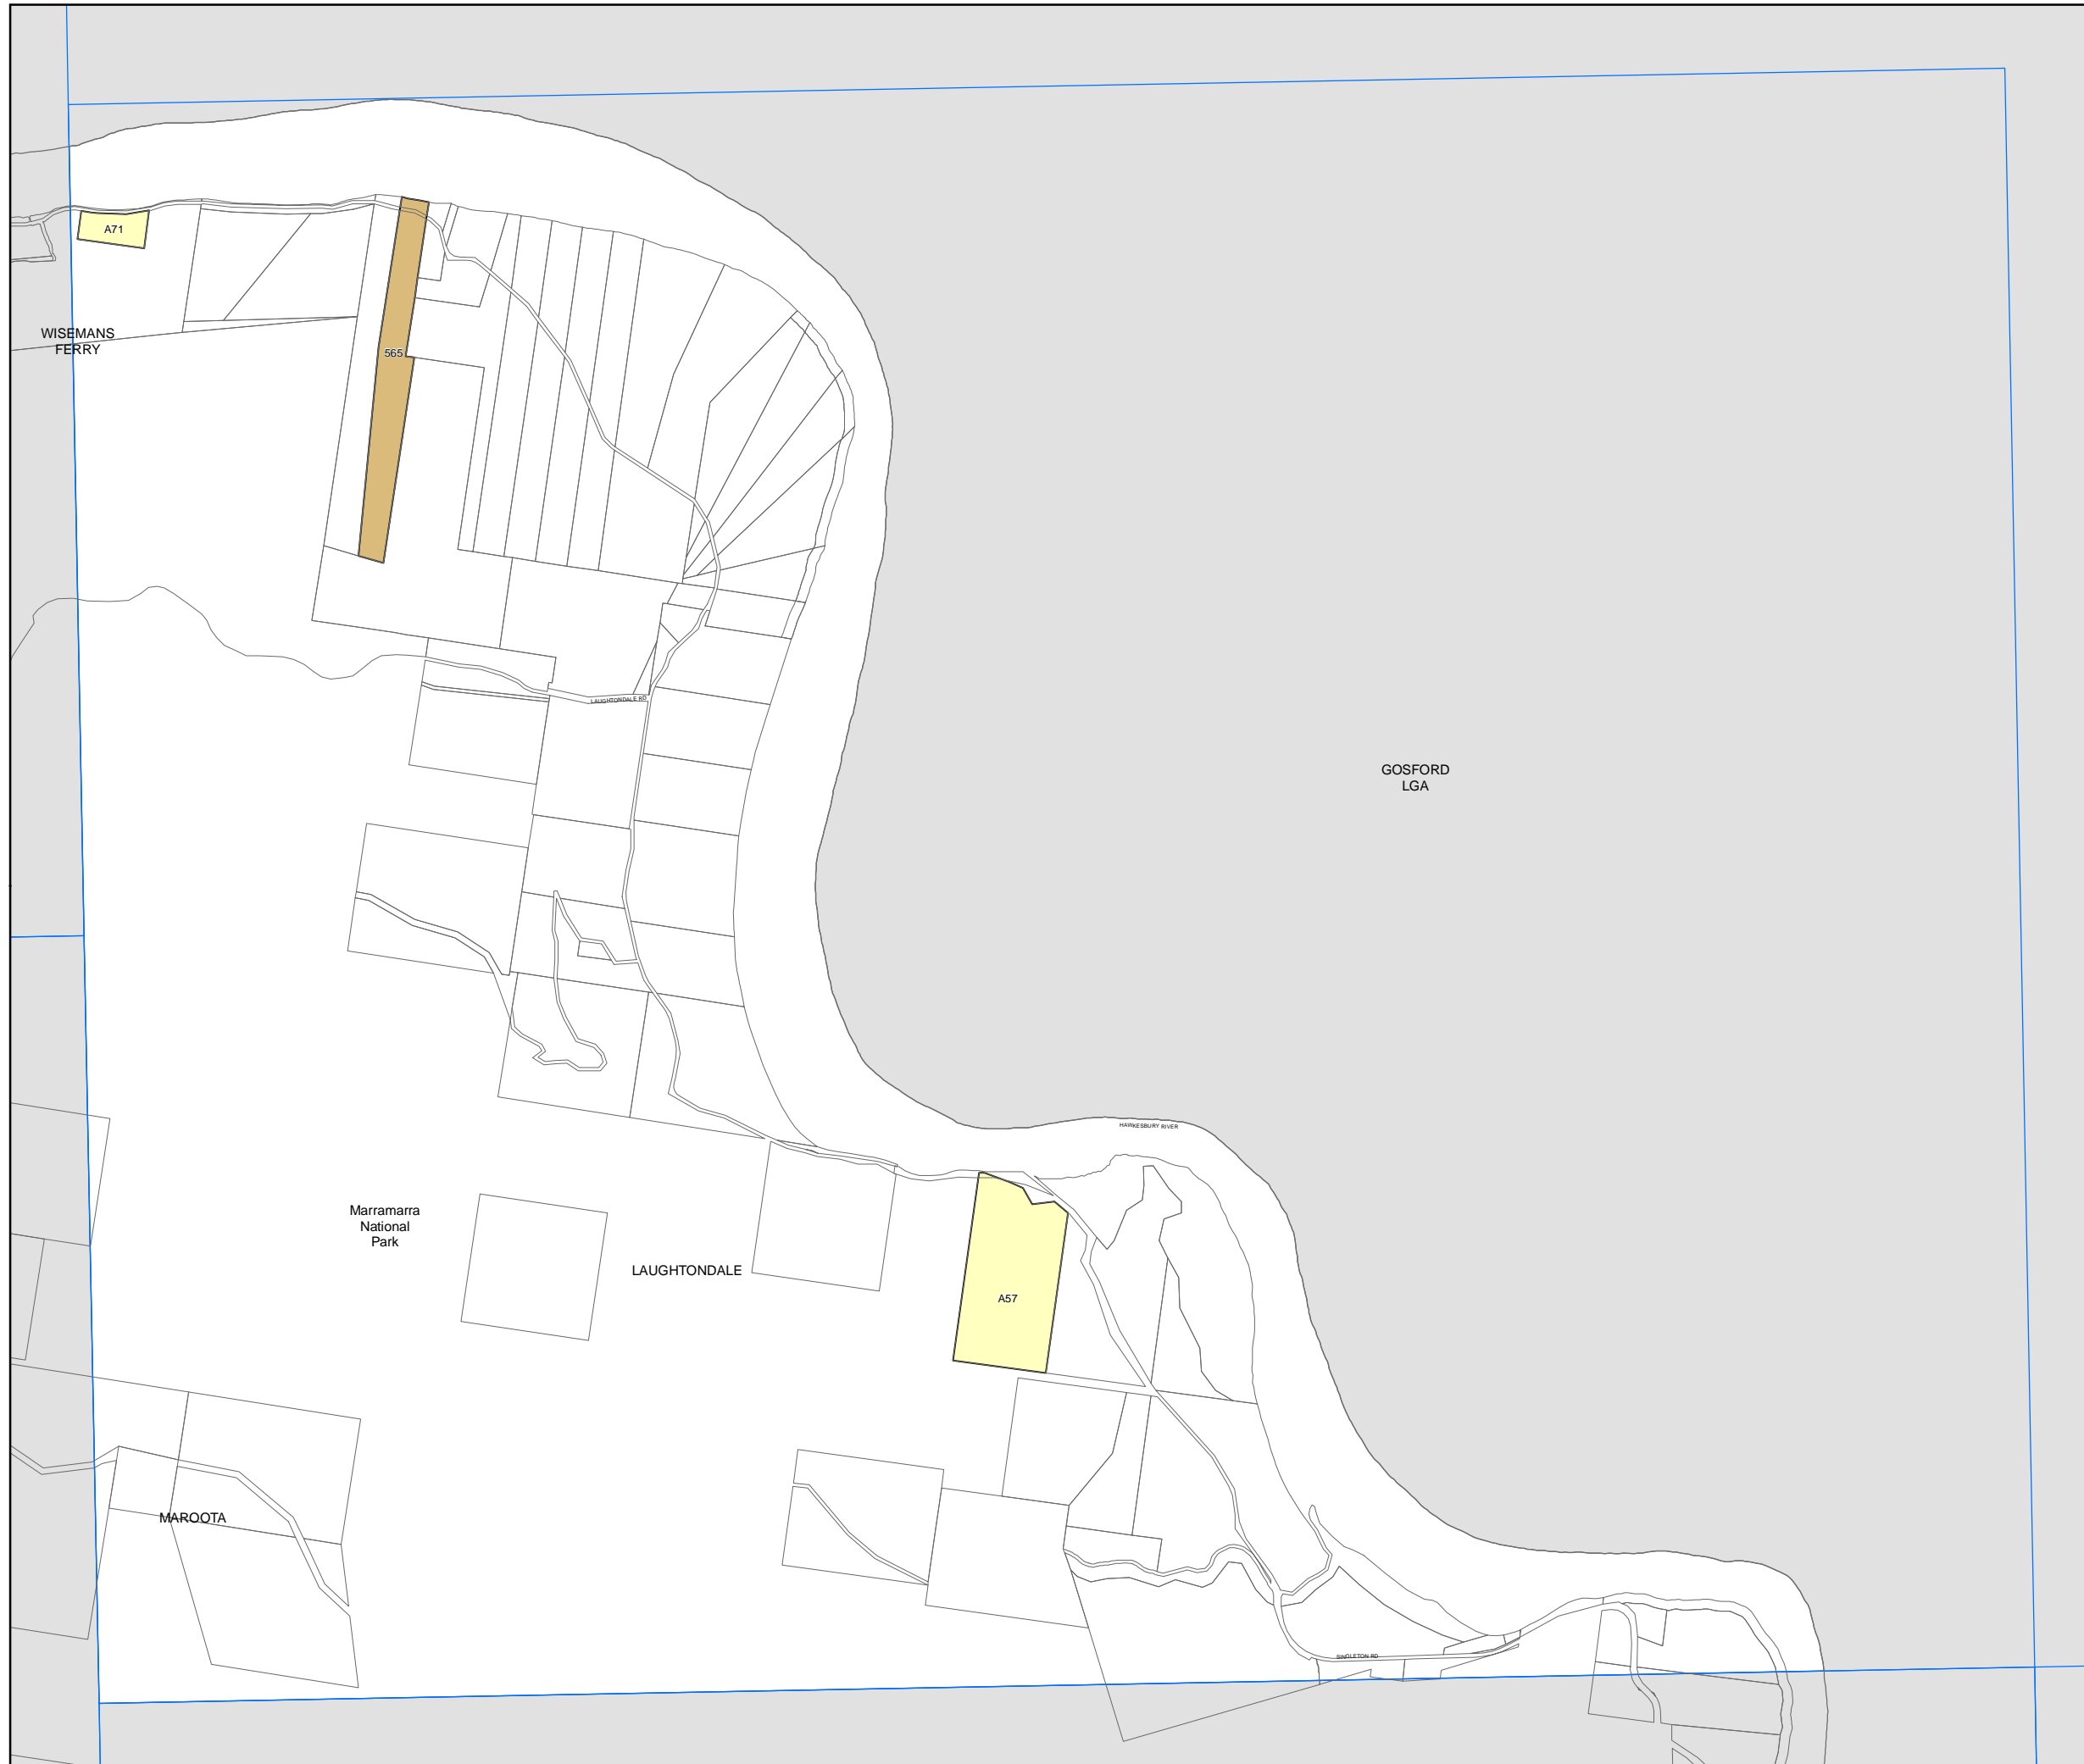 A71
WISEMANS
FERRY
565
LAUGHTONDALE RD
GOSFORD
LGA
HAWKESBURY RIVER
Marramarra
National
Park
LAUGHTONDALE
A57
MAROOTA
SINGLETON RD